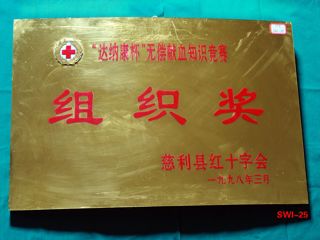 "达纳康杯"无偿献血知识竞赛
组织奖
慈利县红十字会
一九九八年三月
SWI-25